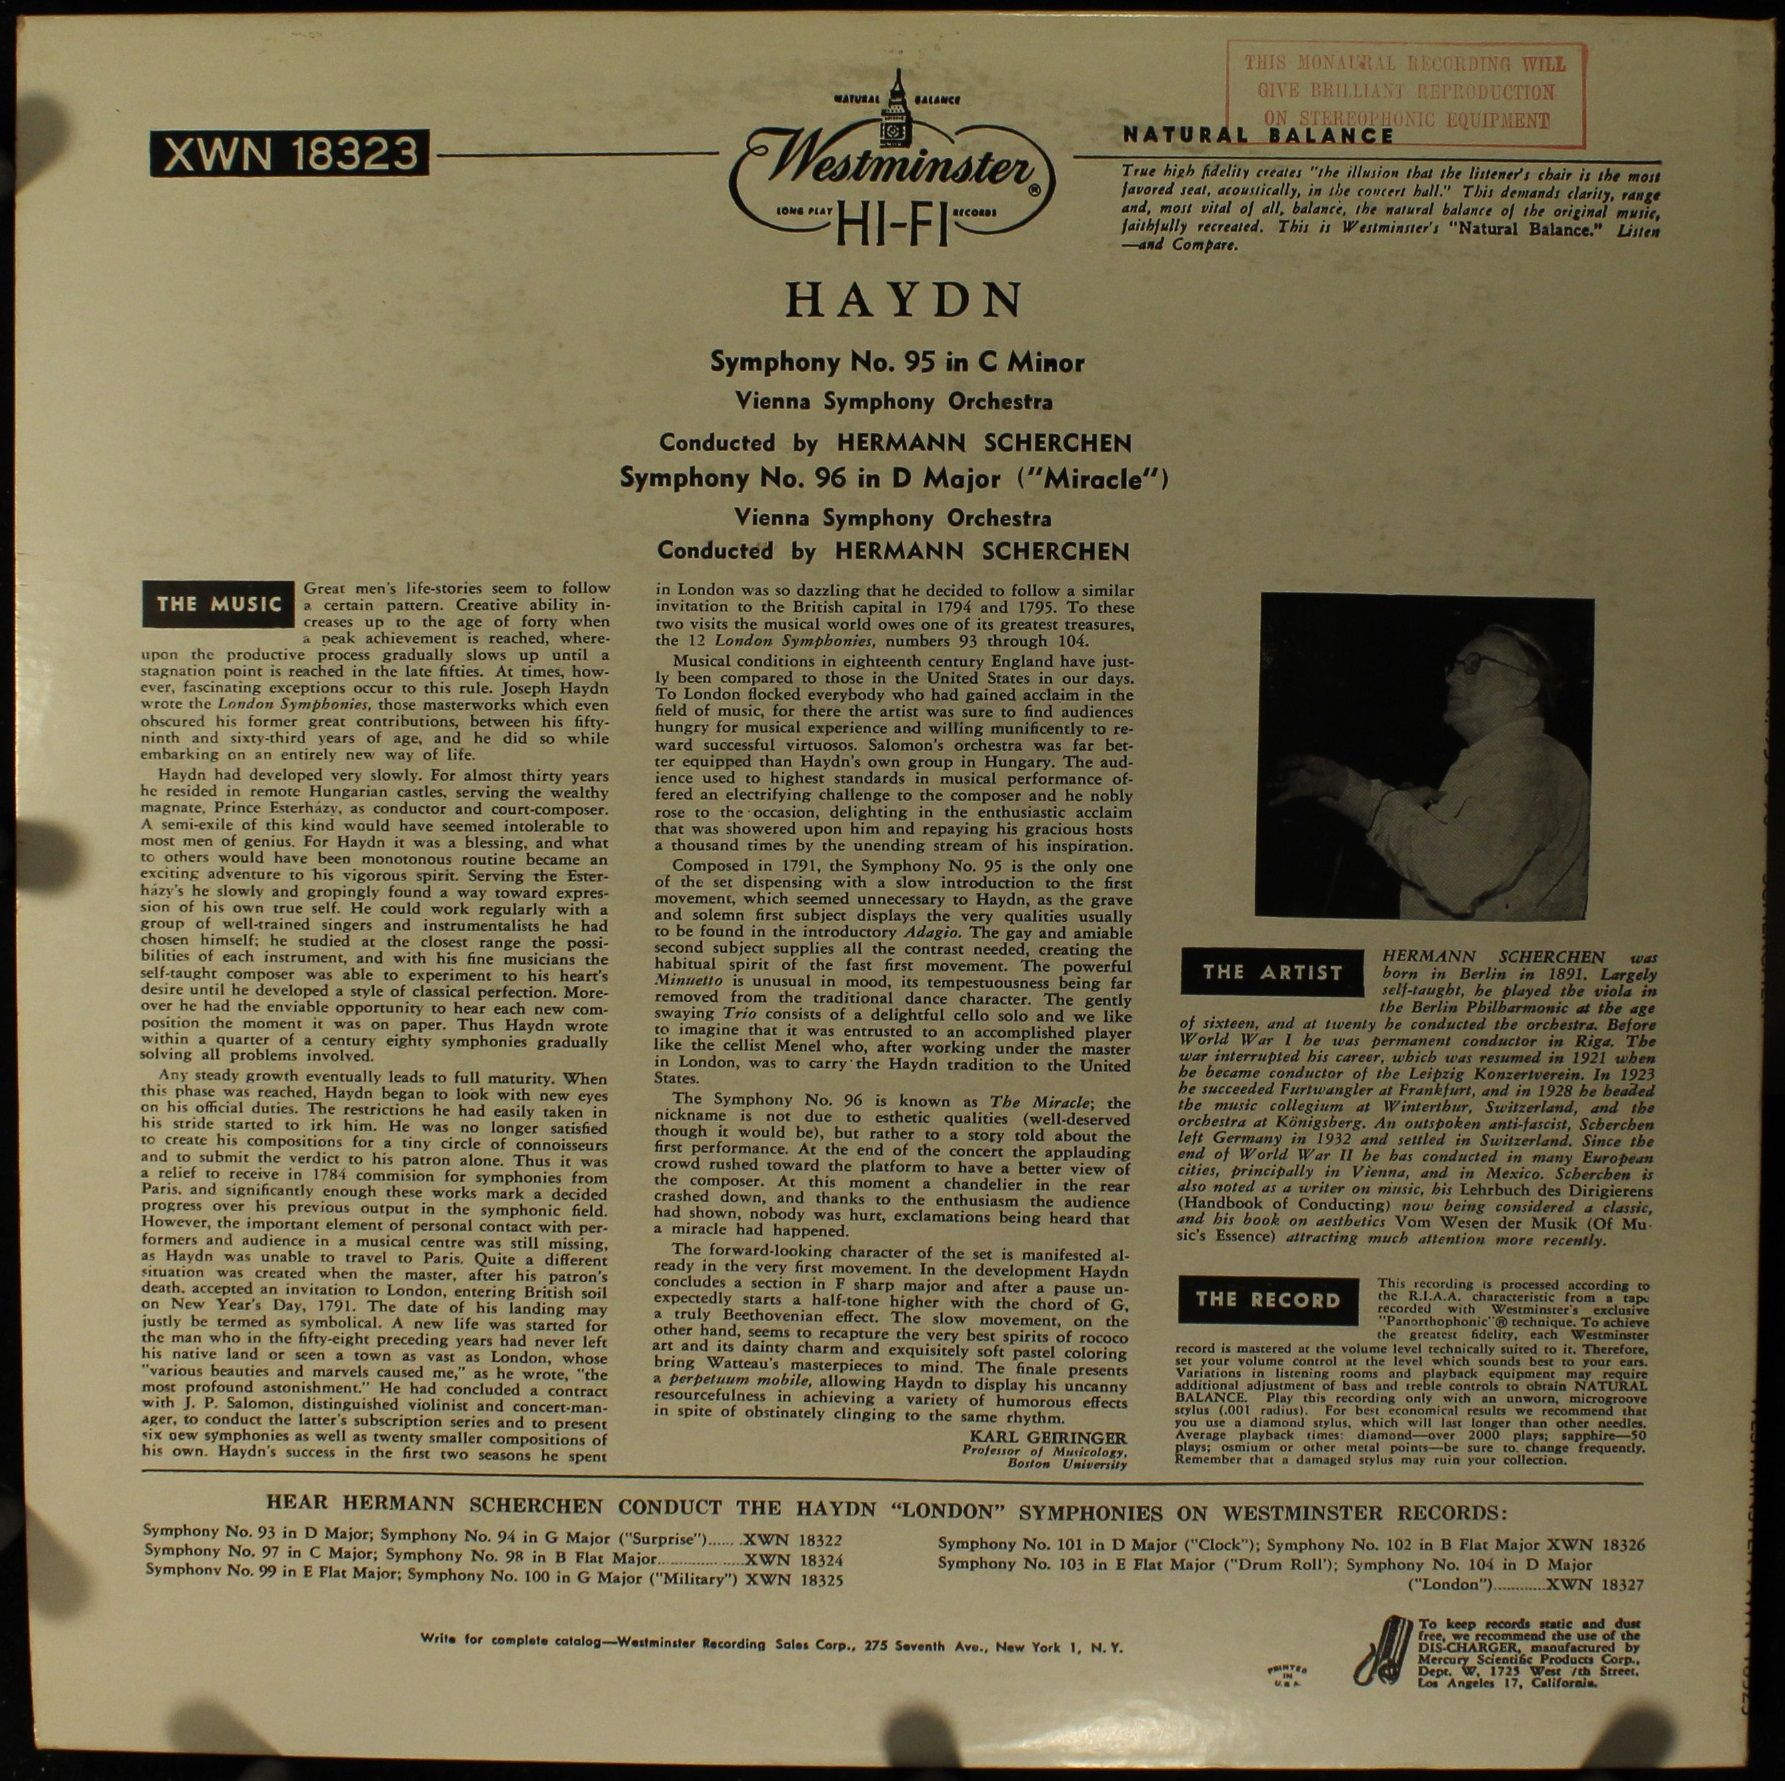 THIS MONAURAL RECORDING WILL
GIVE BRILLIANT REPRODUCTION
ON STEREOPHONIC EQUIPMENT
XWN 18323
NATURAL BALANCE
Westminster®
LONG PLAY HI-FI RECORDS
NATURAL BALANCE
True high fidelity creates "the illusion that the listener's chair is the most
favored seat, acoustically, in the concert hall." This demands clarity, range
and, most vital of all, balance, the natural balance of the original music,
faithfully recreated. This is Westminster's "Natural Balance." Listen
—and Compare.
HAYDN
Symphony No. 95 in C Minor
Vienna Symphony Orchestra
Conducted by HERMANN SCHERCHEN
Symphony No. 96 in D Major ("Miracle")
Vienna Symphony Orchestra
Conducted by HERMANN SCHERCHEN
THE MUSIC
Great men's life-stories seem to follow
a certain pattern. Creative ability in-
creases up to the age of forty when
a peak achievement is reached, where-
upon the productive process gradually slows up until a
stagnation point is reached in the late fifties. At times, how-
ever, fascinating exceptions occur to this rule. Joseph Haydn
wrote the London Symphonies, those masterworks which even
obscured his former great contributions, between his fifty-
ninth and sixty-third years of age, and he did so while
embarking on an entirely new way of life.
Haydn had developed very slowly. For almost thirty years
he resided in remote Hungarian castles, serving the wealthy
magnate, Prince Esterházy, as conductor and court-composer.
A semi-exile of this kind would have seemed intolerable to
most men of genius. For Haydn it was a blessing, and what
to others would have been monotonous routine became an
exciting adventure to his vigorous spirit. Serving the Ester-
házy's he slowly and gropingly found a way toward expres-
sion of his own true self. He could work regularly with a
group of well-trained singers and instrumentalists he had
chosen himself; he studied at the closest range the possi-
bilities of each instrument, and with his fine musicians the
self-taught composer was able to experiment to his heart's
desire until he developed a style of classical perfection. More-
over he had the enviable opportunity to hear each new com-
position the moment it was on paper. Thus Haydn wrote
within a quarter of a century eighty symphonies gradually
solving all problems involved.
Any steady growth eventually leads to full maturity. When
this phase was reached, Haydn began to look with new eyes
on his official duties. The restrictions he had easily taken in
his stride started to irk him. He was no longer satisfied
to create his compositions for a tiny circle of connoisseurs
and to submit the verdict to his patron alone. Thus it was
a relief to receive in 1784 commision for symphonies from
Paris, and significantly enough these works mark a decided
progress over his previous output in the symphonic field.
However, the important element of personal contact with per-
formers and audience in a musical centre was still missing,
as Haydn was unable to travel to Paris. Quite a different
situation was created when the master, after his patron's
death, accepted an invitation to London, entering British soil
on New Year's Day, 1791. The date of his landing may
justly be termed as symbolical. A new life was started for
the man who in the fifty-eight preceding years had never left
his native land or seen a town as vast as London, whose
"various beauties and marvels caused me," as he wrote, "the
most profound astonishment." He had concluded a contract
with J. P. Salomon, distinguished violinist and concert-man-
ager, to conduct the latter's subscription series and to present
six new symphonies as well as twenty smaller compositions of
his own. Haydn's success in the first two seasons he spent
in London was so dazzling that he decided to follow a similar
invitation to the British capital in 1794 and 1795. To these
two visits the musical world owes one of its greatest treasures,
the 12 London Symphonies, numbers 93 through 104.
Musical conditions in eighteenth century England have just-
ly been compared to those in the United States in our days.
To London flocked everybody who had gained acclaim in the
field of music, for there the artist was sure to find audiences
hungry for musical experience and willing munificently to re-
ward successful virtuosos. Salomon's orchestra was far bet-
ter equipped than Haydn's own group in Hungary. The aud-
ience used to highest standards in musical performance of-
fered an electrifying challenge to the composer and he nobly
rose to the occasion, delighting in the enthusiastic acclaim
that was showered upon him and repaying his gracious hosts
a thousand times by the unending stream of his inspiration.
Composed in 1791, the Symphony No. 95 is the only one
of the set dispensing with a slow introduction to the first
movement, which seemed unnecessary to Haydn, as the grave
and solemn first subject displays the very qualities usually
to be found in the introductory Adagio. The gay and amiable
second subject supplies all the contrast needed, creating the
habitual spirit of the fast first movement. The powerful
Minuetto is unusual in mood, its tempestuousness being far
removed from the traditional dance character. The gently
swaying Trio consists of a delightful cello solo and we like
to imagine that it was entrusted to an accomplished player
like the cellist Menel who, after working under the master
in London, was to carry the Haydn tradition to the United
States.
The Symphony No. 96 is known as The Miracle; the
nickname is not due to esthetic qualities (well-deserved
though it would be), but rather to a story told about the
first performance. At the end of the concert the applauding
crowd rushed toward the platform to have a better view of
the composer. At this moment a chandelier in the rear
crashed down, and thanks to the enthusiasm the audience
had shown, nobody was hurt, exclamations being heard that
a miracle had happened.
The forward-looking character of the set is manifested al-
ready in the very first movement. In the development Haydn
concludes a section in F sharp major and after a pause un-
expectedly starts a half-tone higher with the chord of G,
a truly Beethovenian effect. The slow movement, on the
other hand, seems to recapture the very best spirits of rococo
art and its dainty charm and exquisitely soft pastel coloring
bring Watteau's masterpieces to mind. The finale presents
a perpetuum mobile, allowing Haydn to display his uncanny
resourcefulness in achieving a variety of humorous effects
in spite of obstinately clinging to the same rhythm.
KARL GEIRINGER
Professor of Musicology,
Boston University
THE ARTIST
HERMANN SCHERCHEN was
born in Berlin in 1891. Largely
self-taught, he played the viola in
the Berlin Philharmonic at the age
of sixteen, and at twenty he conducted the orchestra. Before
World War I he was permanent conductor in Riga. The
war interrupted his career, which was resumed in 1921 when
he became conductor of the Leipzig Konzertverein. In 1923
he succeeded Furtwangler at Frankfurt, and in 1928 he headed
the music collegium at Winterthur, Switzerland, and the
orchestra at Königsberg. An outspoken anti-fascist, Scherchen
left Germany in 1932 and settled in Switzerland. Since the
end of World War II he has conducted in many European
cities, principally in Vienna, and in Mexico. Scherchen is
also noted as a writer on music, his Lehrbuch des Dirigierens
(Handbook of Conducting) now being considered a classic,
and his book on aesthetics Vom Wesen der Musik (Of Mu-
sic's Essence) attracting much attention more recently.
THE RECORD
This recording is processed according to
the R.I.A.A. characteristic from a tape
recorded with Westminster's exclusive
"Panorthophonic"® technique. To achieve
the greatest fidelity, each Westminster
record is mastered at the volume level technically suited to it. Therefore,
set your volume control at the level which sounds best to your ears.
Variations in listening rooms and playback equipment may require
additional adjustment of bass and treble controls to obtain NATURAL
BALANCE. Play this recording only with an unworn, microgroove
stylus (.001 radius). For best economical results we recommend that
you use a diamond stylus, which will last longer than other needles.
Average playback times: diamond—over 2000 plays; sapphire—50
plays; osmium or other metal points—be sure to change frequently.
Remember that a damaged stylus may ruin your collection.
HEAR HERMANN SCHERCHEN CONDUCT THE HAYDN "LONDON" SYMPHONIES ON WESTMINSTER RECORDS:
Symphony No. 93 in D Major; Symphony No. 94 in G Major ("Surprise")...... .XWN 18322
Symphony No. 97 in C Major; Symphony No. 98 in B Flat Major....................XWN 18324
Symphony No. 99 in E Flat Major; Symphony No. 100 in G Major ("Military") XWN 18325
Symphony No. 101 in D Major ("Clock"); Symphony No. 102 in B Flat Major XWN 18326
Symphony No. 103 in E Flat Major ("Drum Roll'); Symphony No. 104 in D Major
("London")............XWN 18327
Write for complete catalog—Westminster Recording Sales Corp., 275 Seventh Ave., New York 1, N. Y.
PRINTED
IN
U.S.A.
To keep records static and dust
free, we recommend the use of the
DIS-CHARGER, manufactured by
Mercury Scientific Products Corp.,
Dept. W, 1725 West 7th Street,
Los Angeles 17, California.